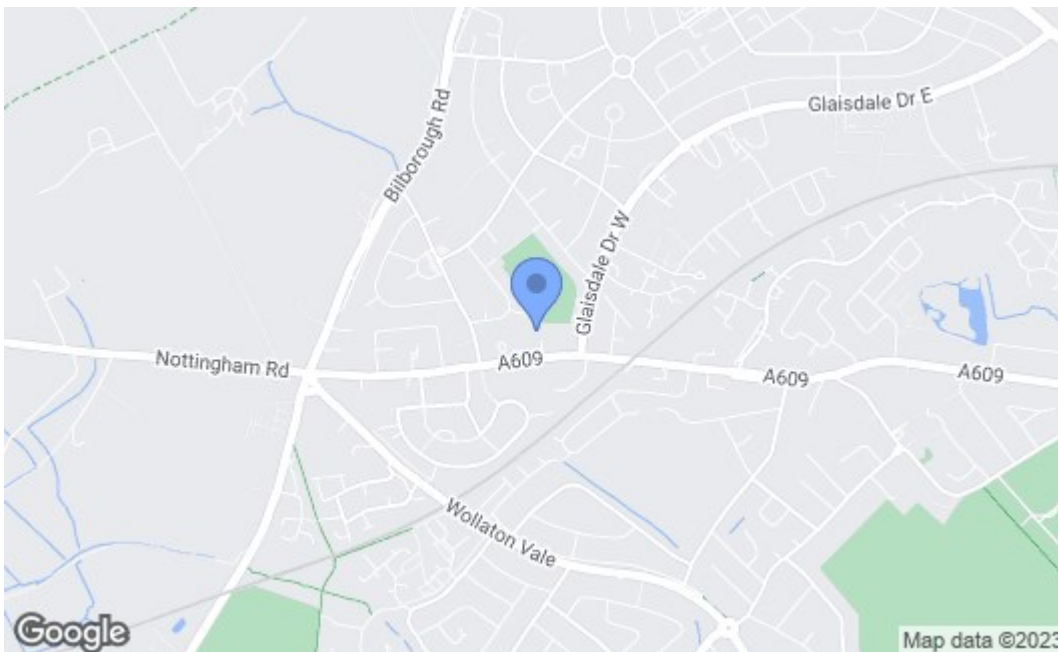 Glaisdale Dr E
Bilborough Rd
Glaisdale Dr W
Nottingham Rd
A609
A609
A609
Wollaton Vale
Google
Map data ©2023